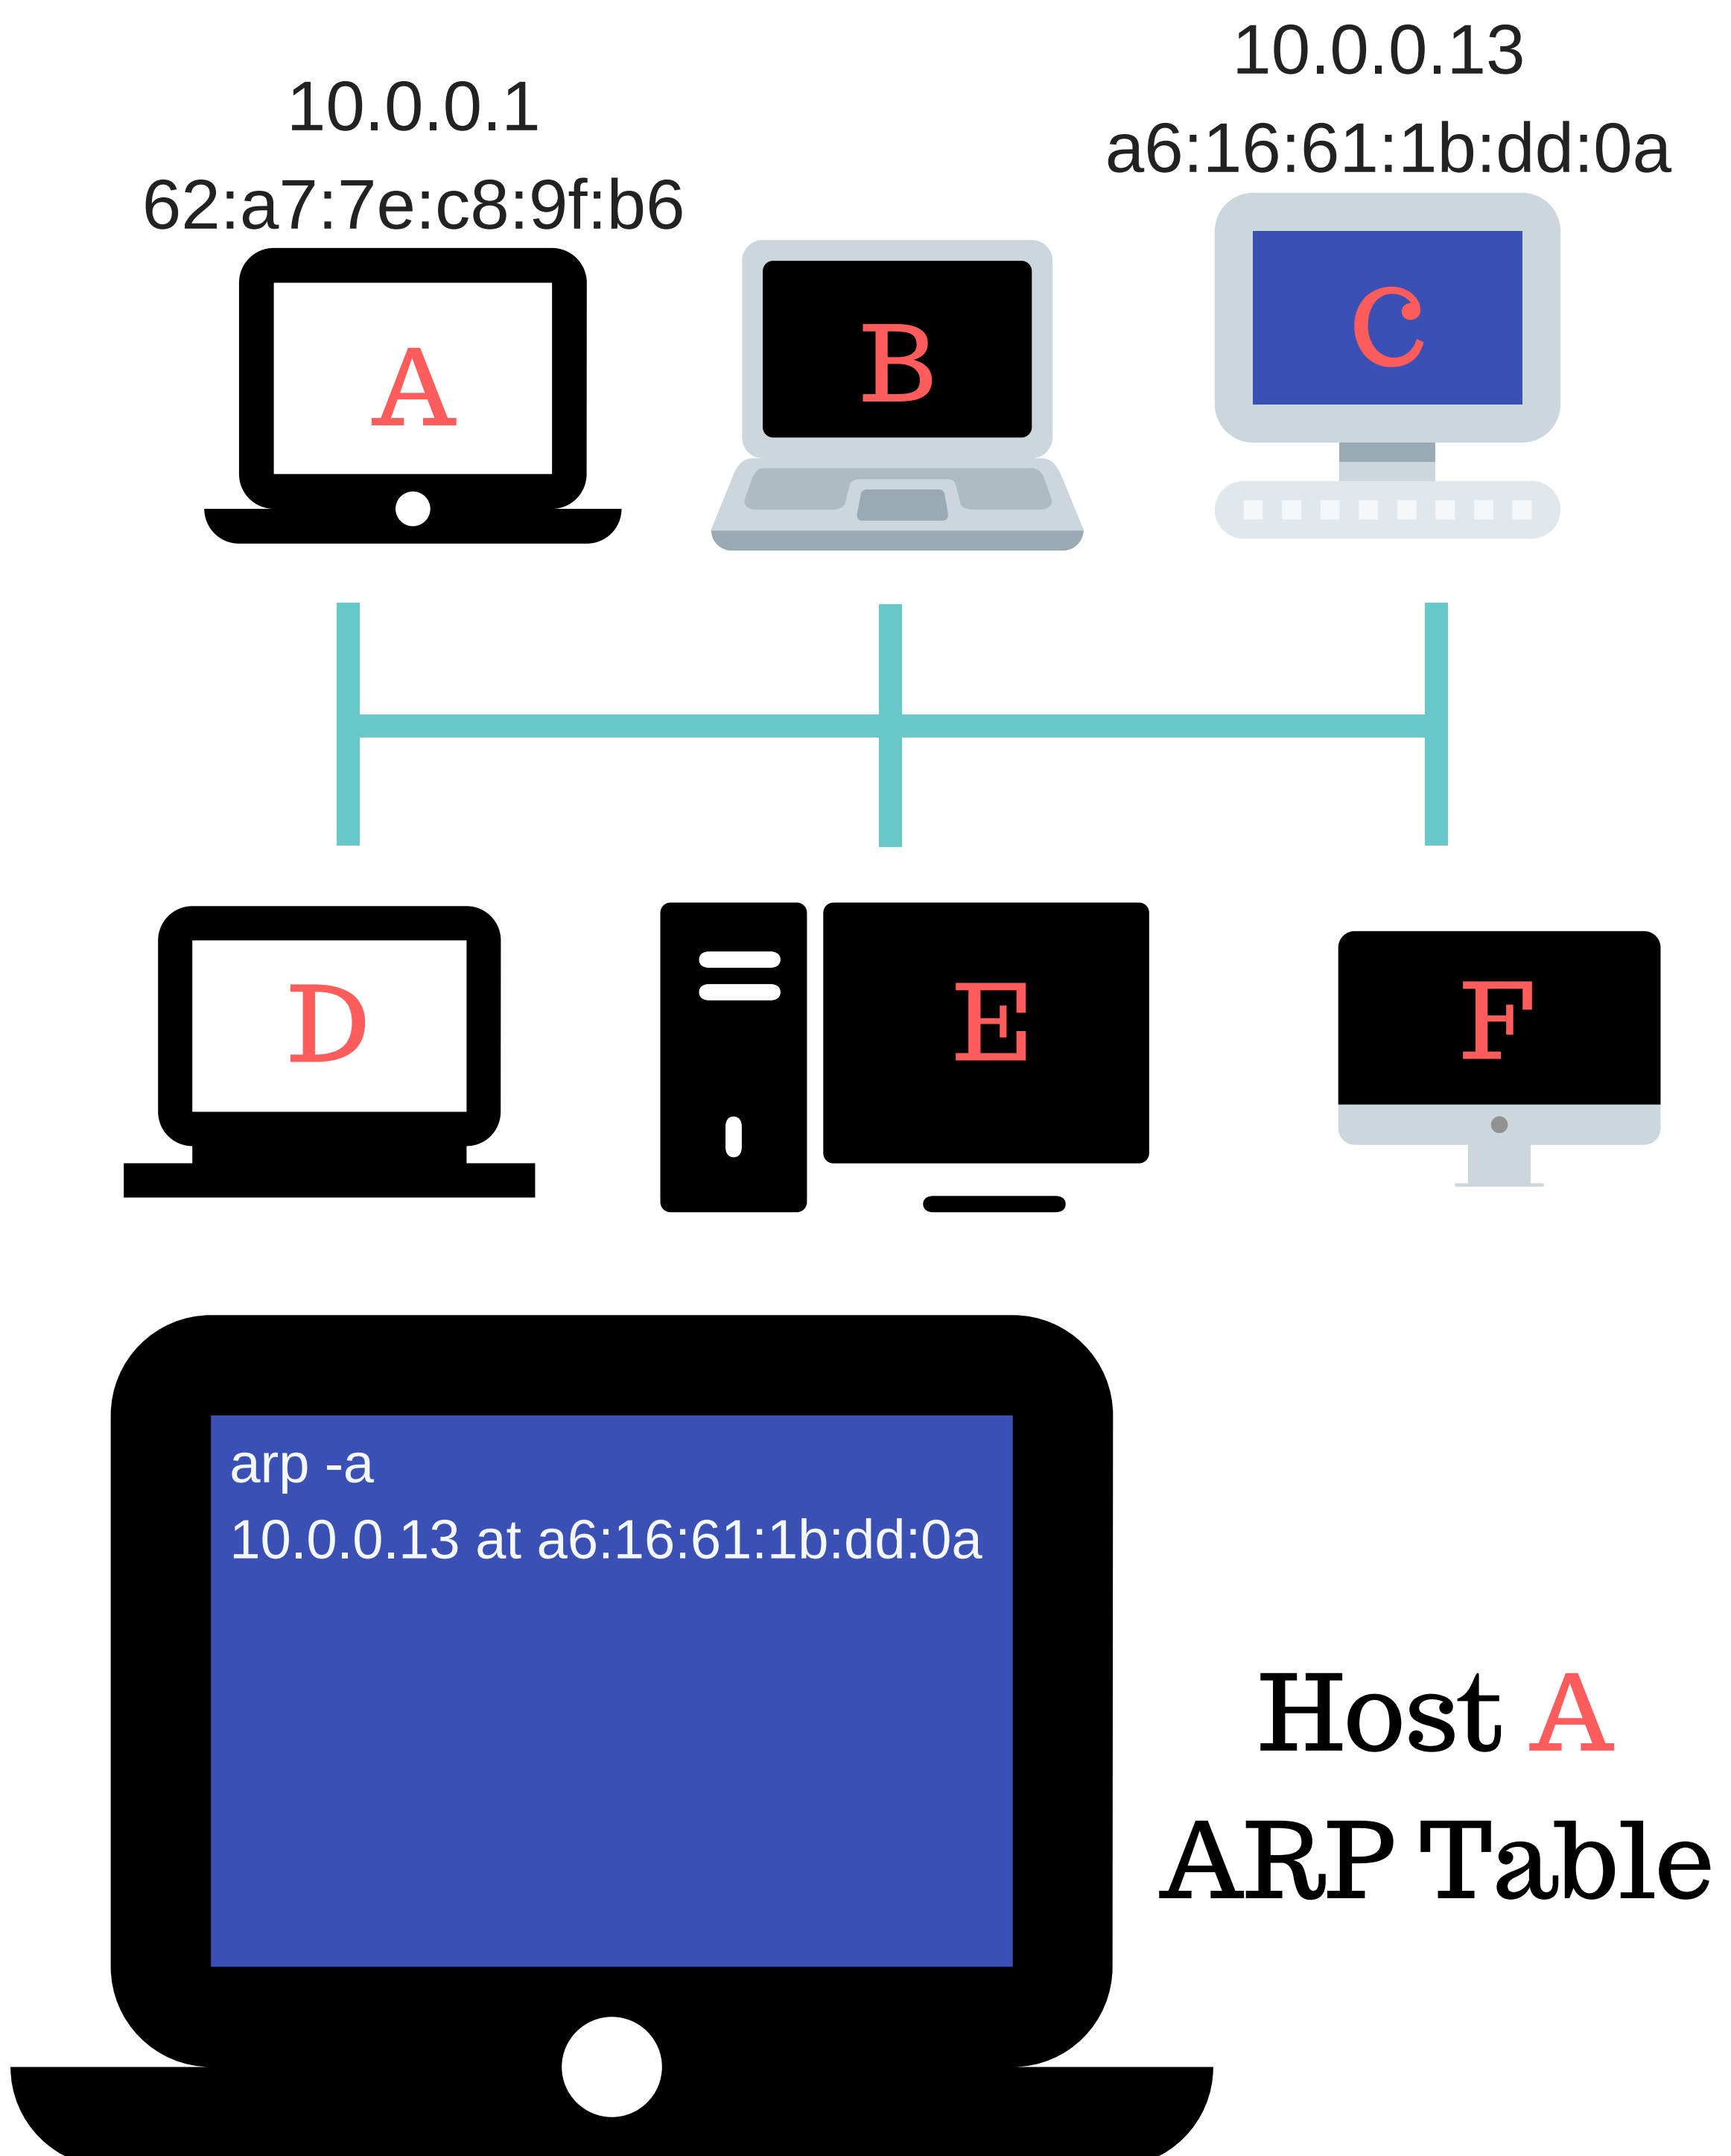 10.0.0.1
62:a7:7e:c8:9f:b6
10.0.0.13
a6:16:61:1b:dd:0a
A
B
C
D
E
F
arp -a
10.0.0.13 at a6:16:61:1b:dd:0a
Host A
ARP Table